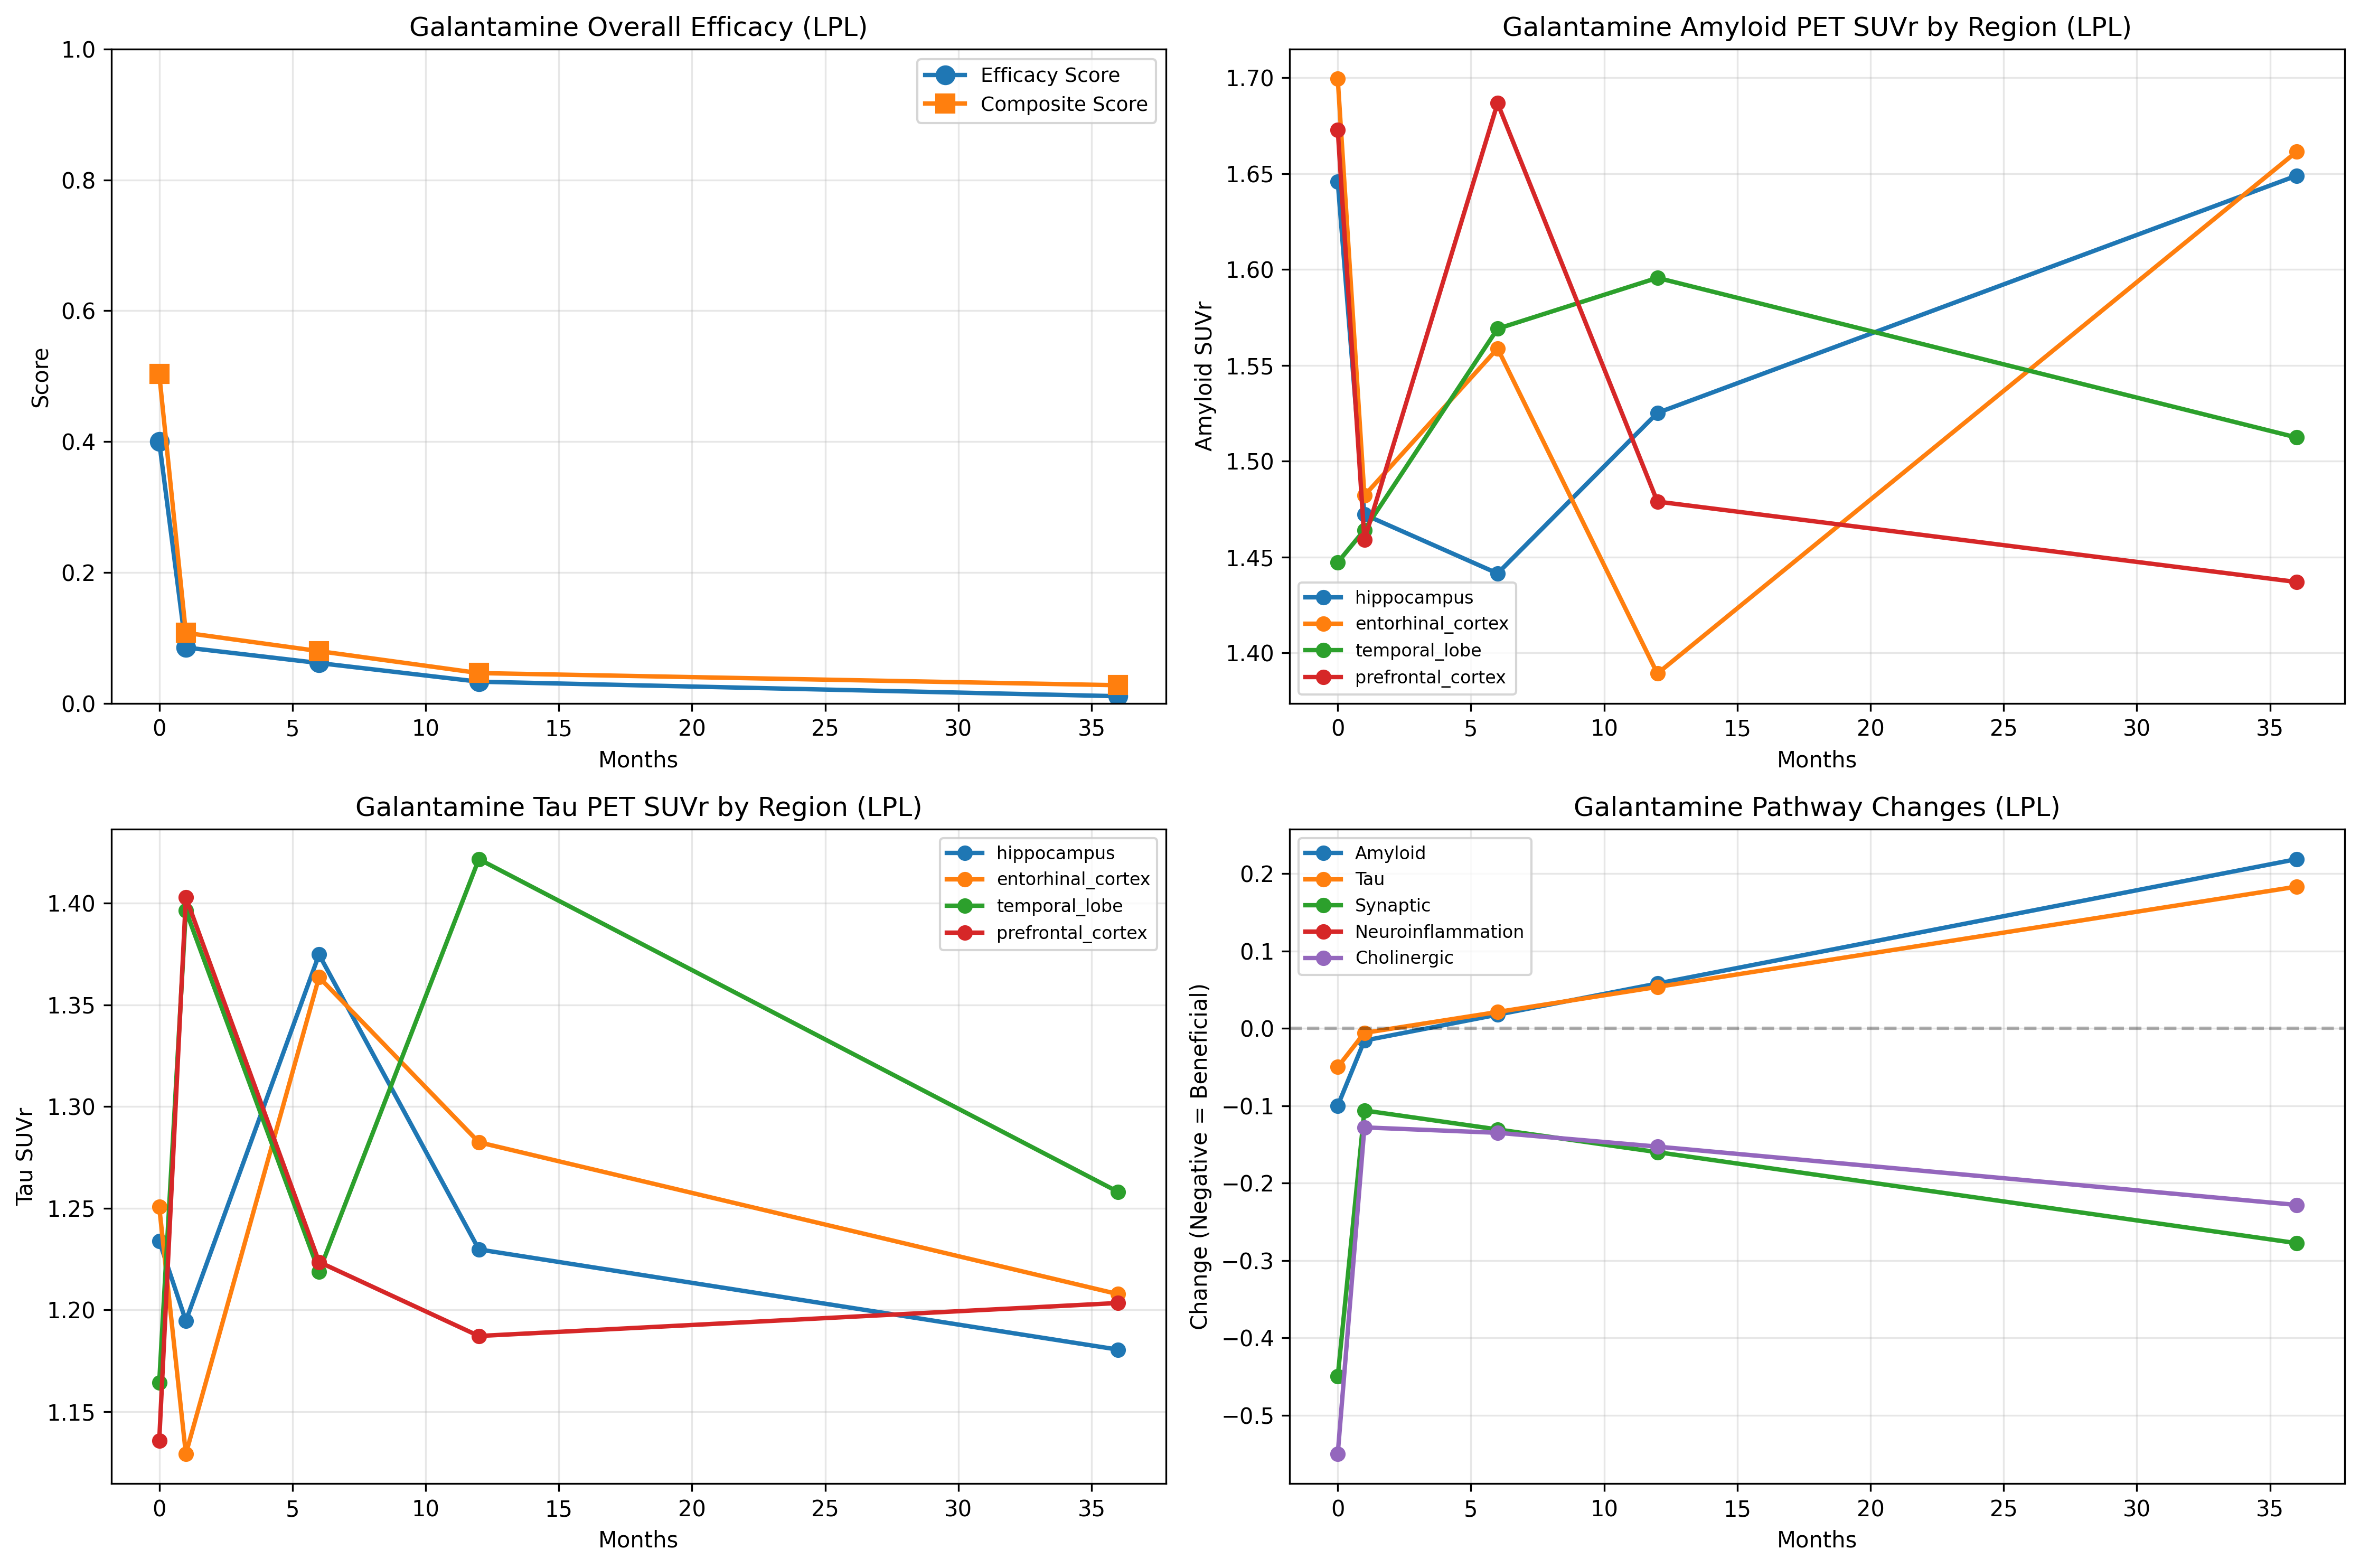 Galantamine Overall Efficacy (LPL)
1.0
0.8
0.6
0.4
0.2
0.0
Score
Efficacy Score
Composite Score
0 5 10 15 20 25 30 35
Months
Galantamine Amyloid PET SUVr by Region (LPL)
1.70
1.65
1.60
1.55
1.50
1.45
1.40
Amyloid SUVr
hippocampus
entorhinal_cortex
temporal_lobe
prefrontal_cortex
0 5 10 15 20 25 30 35
Months
Galantamine Tau PET SUVr by Region (LPL)
1.40
1.35
1.30
1.25
1.20
1.15
Tau SUVr
hippocampus
entorhinal_cortex
temporal_lobe
prefrontal_cortex
0 5 10 15 20 25 30 35
Months
Galantamine Pathway Changes (LPL)
0.2
0.1
0.0
−0.1
−0.2
−0.3
−0.4
−0.5
Change (Negative = Beneficial)
Amyloid
Tau
Synaptic
Neuroinflammation
Cholinergic
0 5 10 15 20 25 30 35
Months